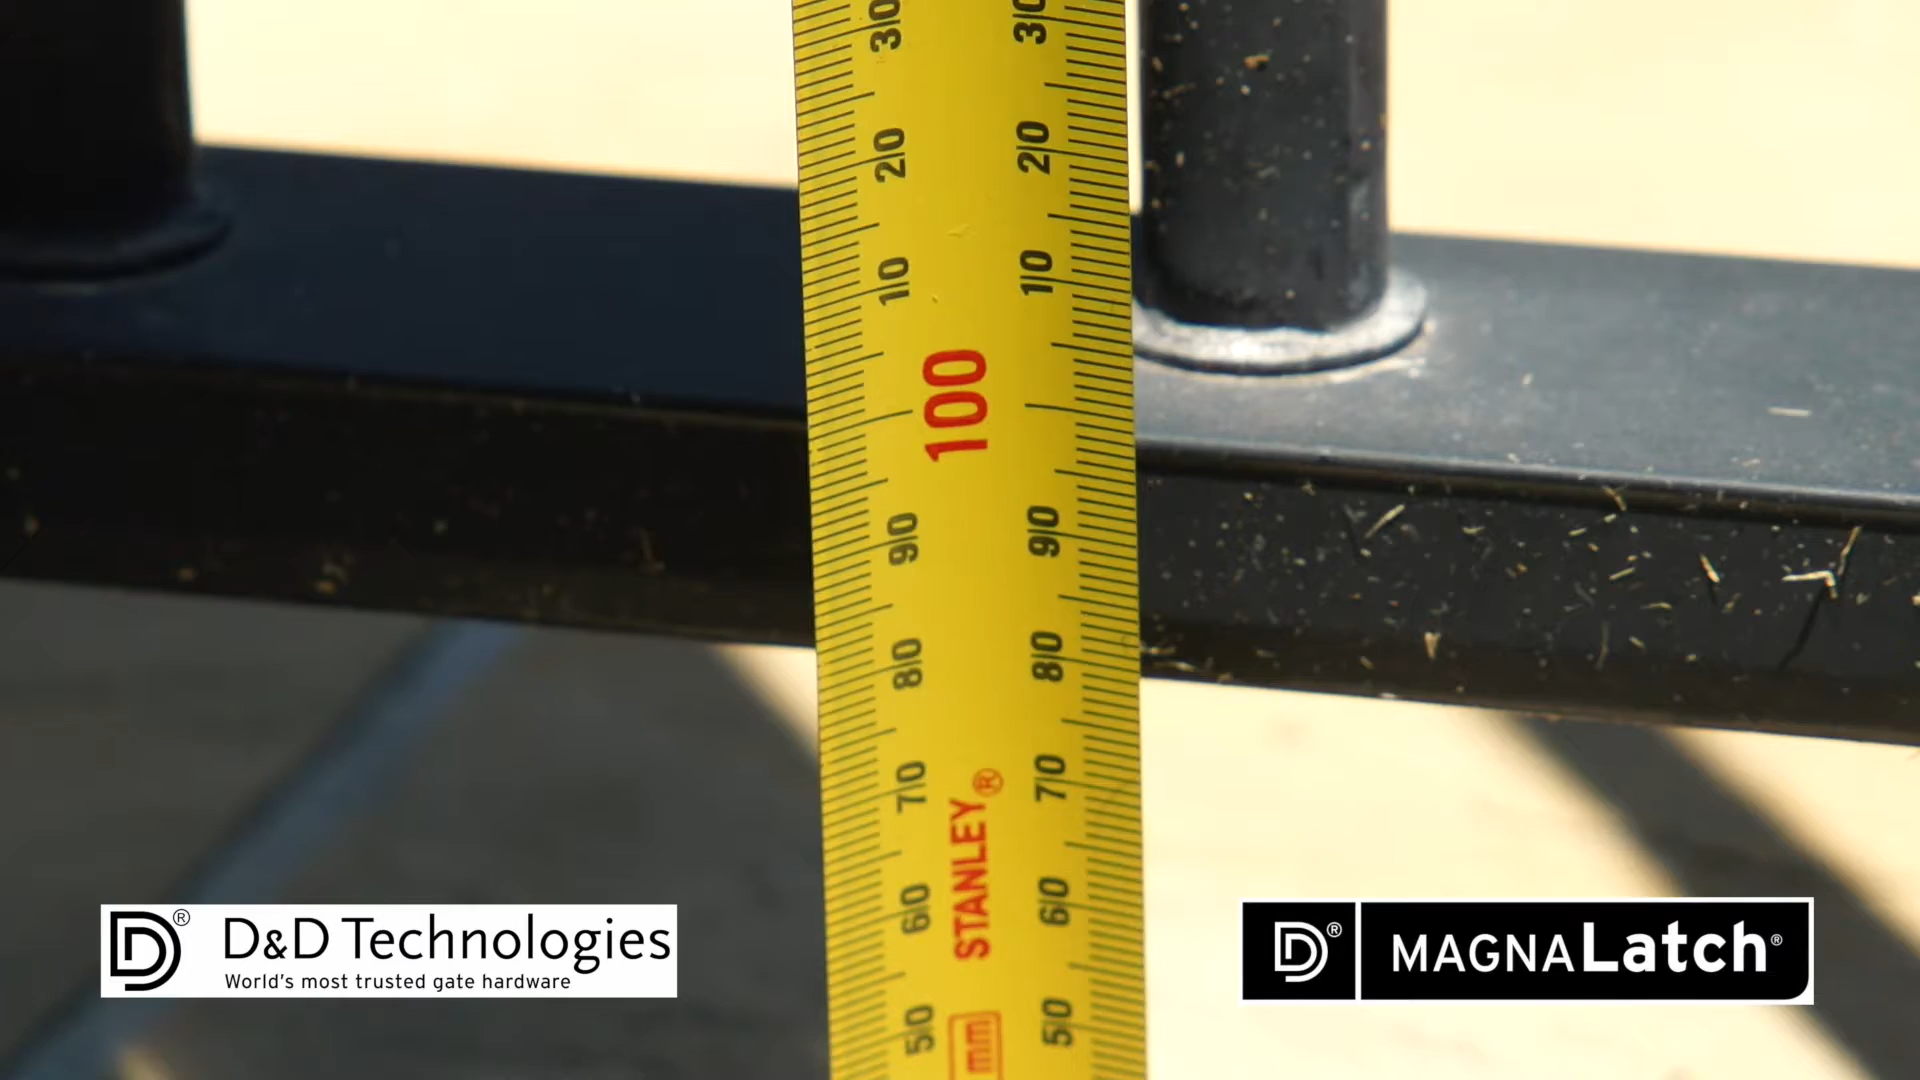 30 30
20 20
10 10
100
90 90
80 80
70 70
STANLEY®
60 60
50 50
mm
D® D&D Technologies
World's most trusted gate hardware
D® MAGNALatch®